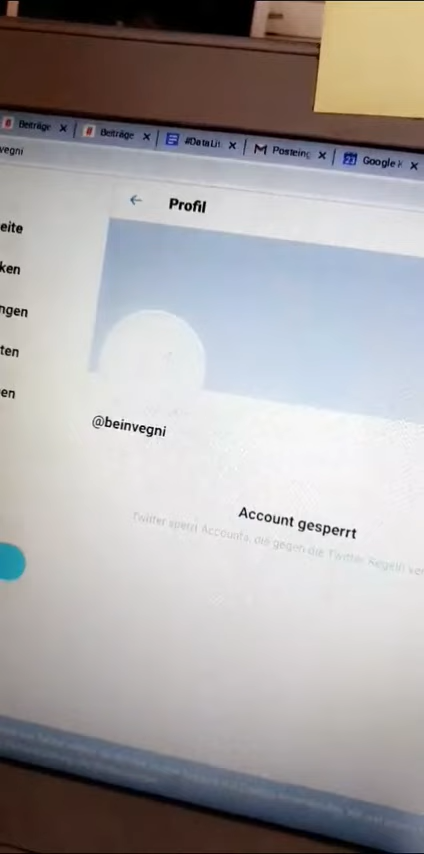 Beiträge
Beiträge
#DataLit
Posteing
Google K
vegni
Profil
eite
ken
ngen
ten
en
@beinvegni
Account gesperrt
Twitter sperrt Accounts, die gegen die Twitter Regeln ver